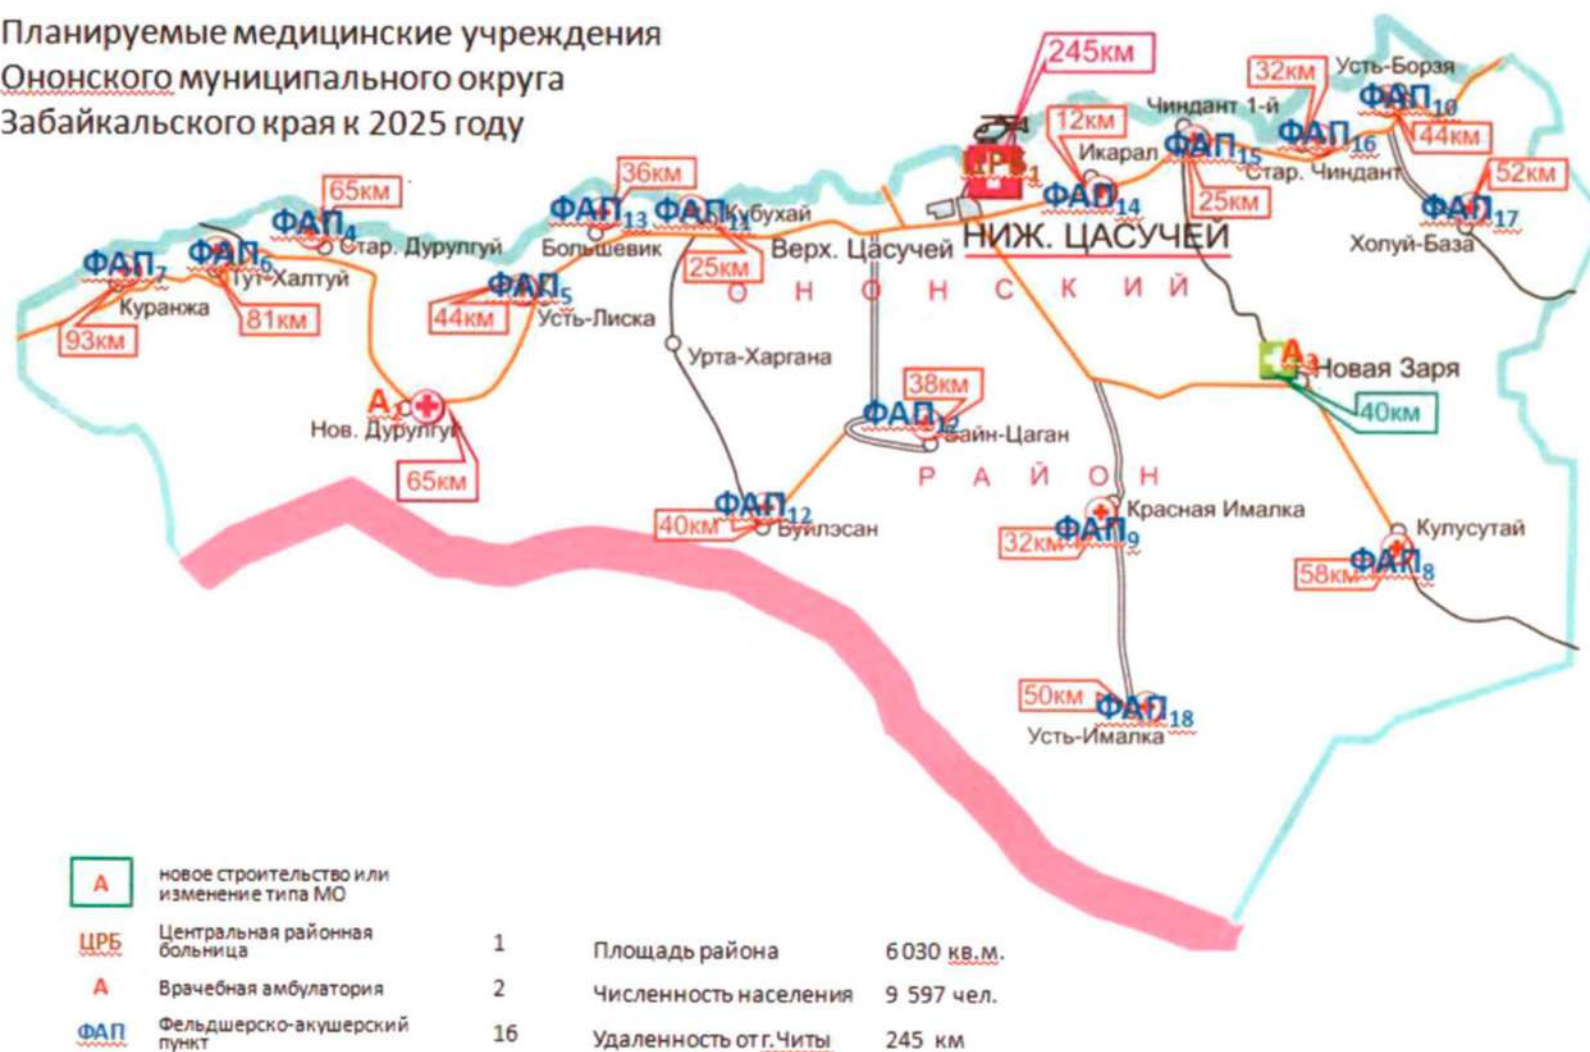 Планируемые медицинские учреждения
Ононского муниципального округа
Забайкальского края к 2025 году
245км
32км
Усть-Борзя
ФАП10
44км
12км
Чиндант 1-й
ФАП16
ЦРБ1
Икарал
ФАП15
Стар. Чиндант
52км
36км
65км
ФАП14
25км
ФАП17
ФАП4
ФАП13
ФАП11
Кубухай
Холуй-База
Стар. Дурулгуй
Большевик
Верх. Цасучей
НИЖ. ЦАСУЧЕЙ
ФАП7
ФАП6
Тут-Халтуй
25км
ОНОНСКИЙ
ФАП5
Куранжа
81км
44км
Усть-Лиска
93км
Урта-Харгана
А3
Новая Заря
38км
40км
А2
ФАП12
Байн-Цаган
Нов. Дурулгуй
65км
РАЙОН
ФАП12
40км
Буйлэсан
Красная Ималка
32км
ФАП9
Кулусутай
58км
ФАП8
50км
ФАП18
Усть-Ималка
А новое строительство или
изменение типа МО
ЦРБ Центральная районная
больница 1
Площадь района 6 030 кв.м.
А Врачебная амбулатория 2
Численность населения 9 597 чел.
ФАП Фельдшерско-акушерский
пункт 16
Удаленность от г.Читы 245 км